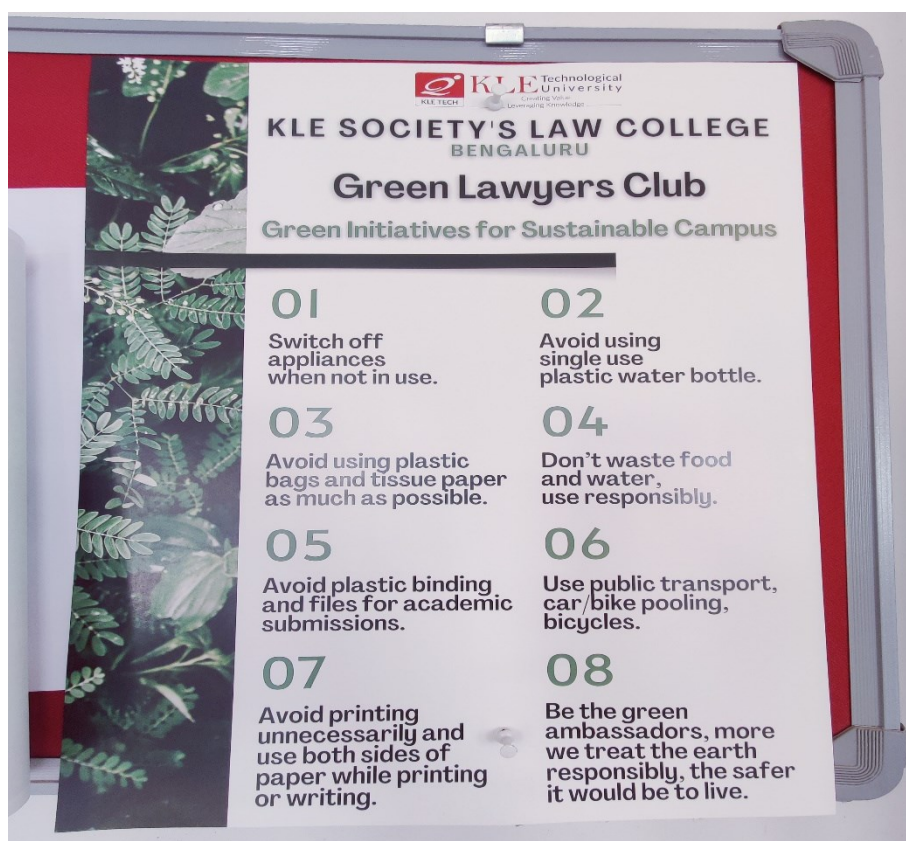 KLE TECH
KLE Technological
University
Creating Value
Leveraging Knowledge
KLE SOCIETY'S LAW COLLEGE
BENGALURU
Green Lawyers Club
Green Initiatives for Sustainable Campus
01
Switch off
appliances
when not in use.
02
Avoid using
single use
plastic water bottle.
03
Avoid using plastic
bags and tissue paper
as much as possible.
04
Don't waste food
and water,
use responsibly.
05
Avoid plastic binding
and files for academic
submissions.
06
Use public transport,
car/bike pooling,
bicycles.
07
Avoid printing
unnecessarily and
use both sides of
paper while printing
or writing.
08
Be the green
ambassadors, more
we treat the earth
responsibly, the safer
it would be to live.